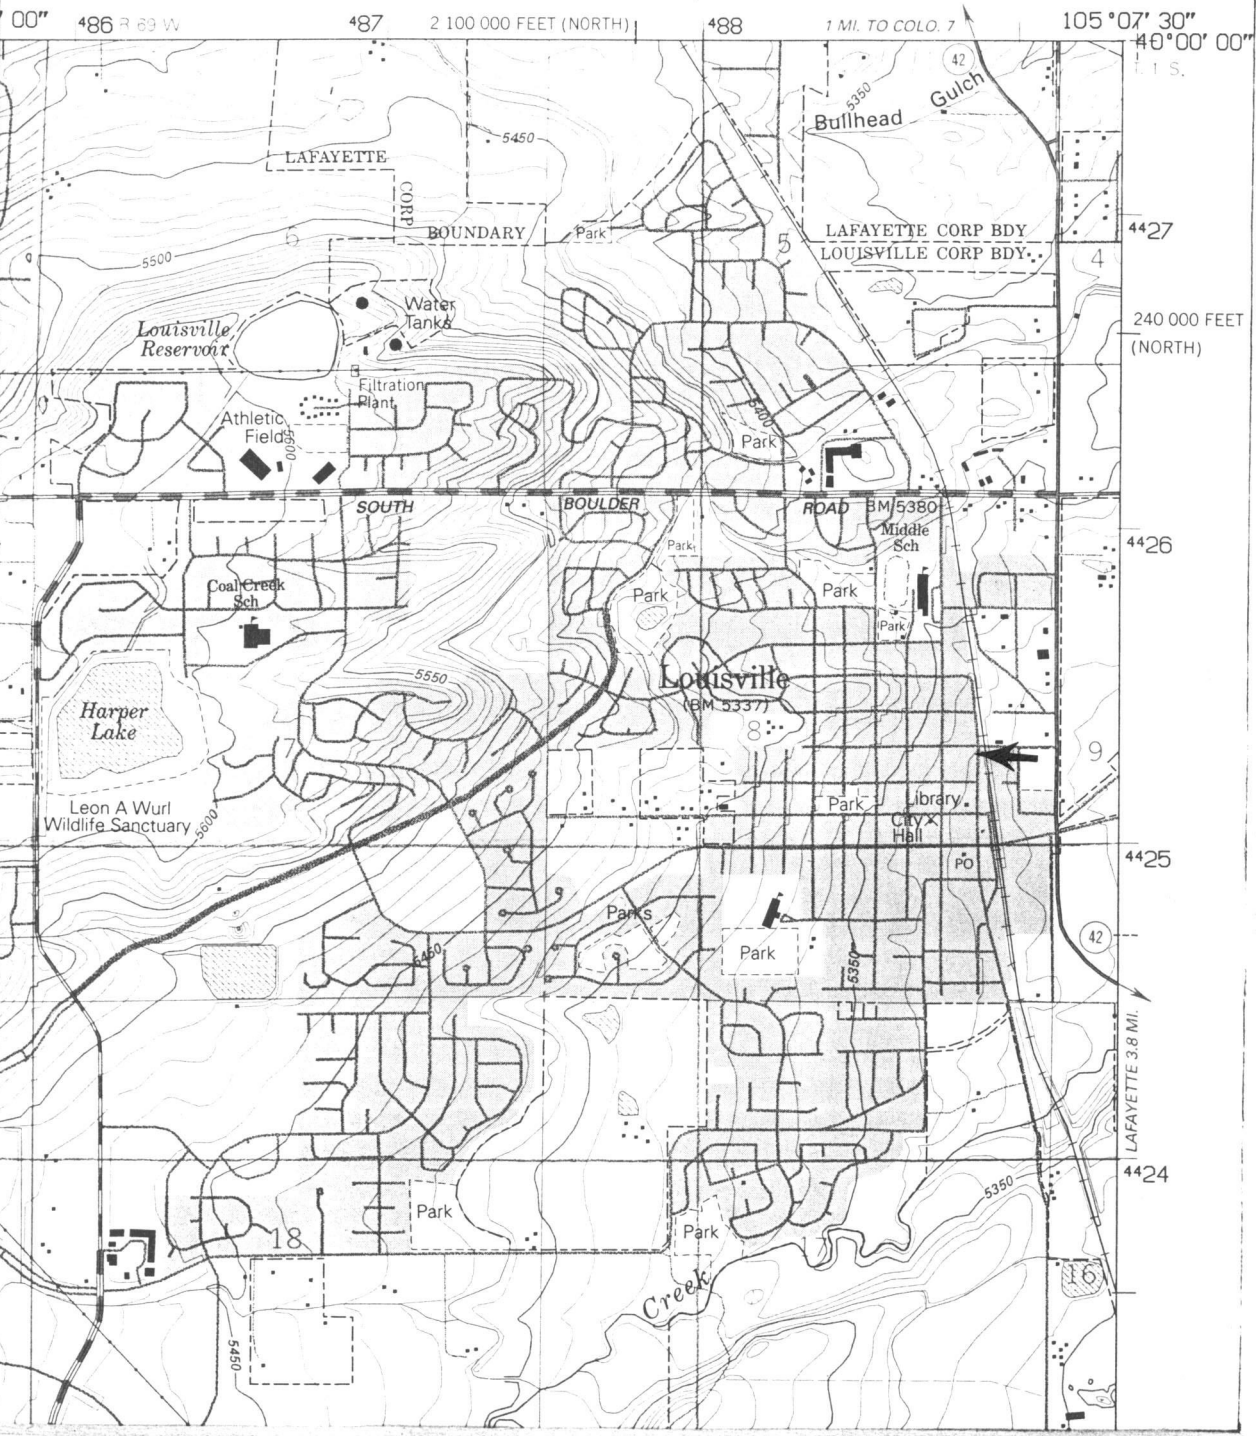 00"
486
R 69 W
487
2 100 000 FEET (NORTH)
488
1 MI. TO COLO. 7
105°07' 30"
40°00' 00"
T. 1 S.
42
5350
Bullhead
Gulch
5450
LAFAYETTE
CORP
BOUNDARY
6
Park
5
LAFAYETTE CORP BDY
LOUISVILLE CORP BDY
4427
4
5500
Water
Tanks
Louisville
Reservoir
240 000 FEET
(NORTH)
Filtration
Plant
Athletic
Field
5600
5400
Park
SOUTH
BOULDER
ROAD
BM 5380
Middle
Sch
4426
Park
Coal Creek
Sch
Park
Park
Park
5550
Louisville
(BM 5337)
8
Harper
Lake
9
Leon A Wurl
Wildlife Sanctuary
5600
Park
Library
City
Hall
4425
PO
Parks
Park
42
5450
5350
LAFAYETTE 3.8 MI.
4424
5350
Park
Park
18
16
Creek
5450